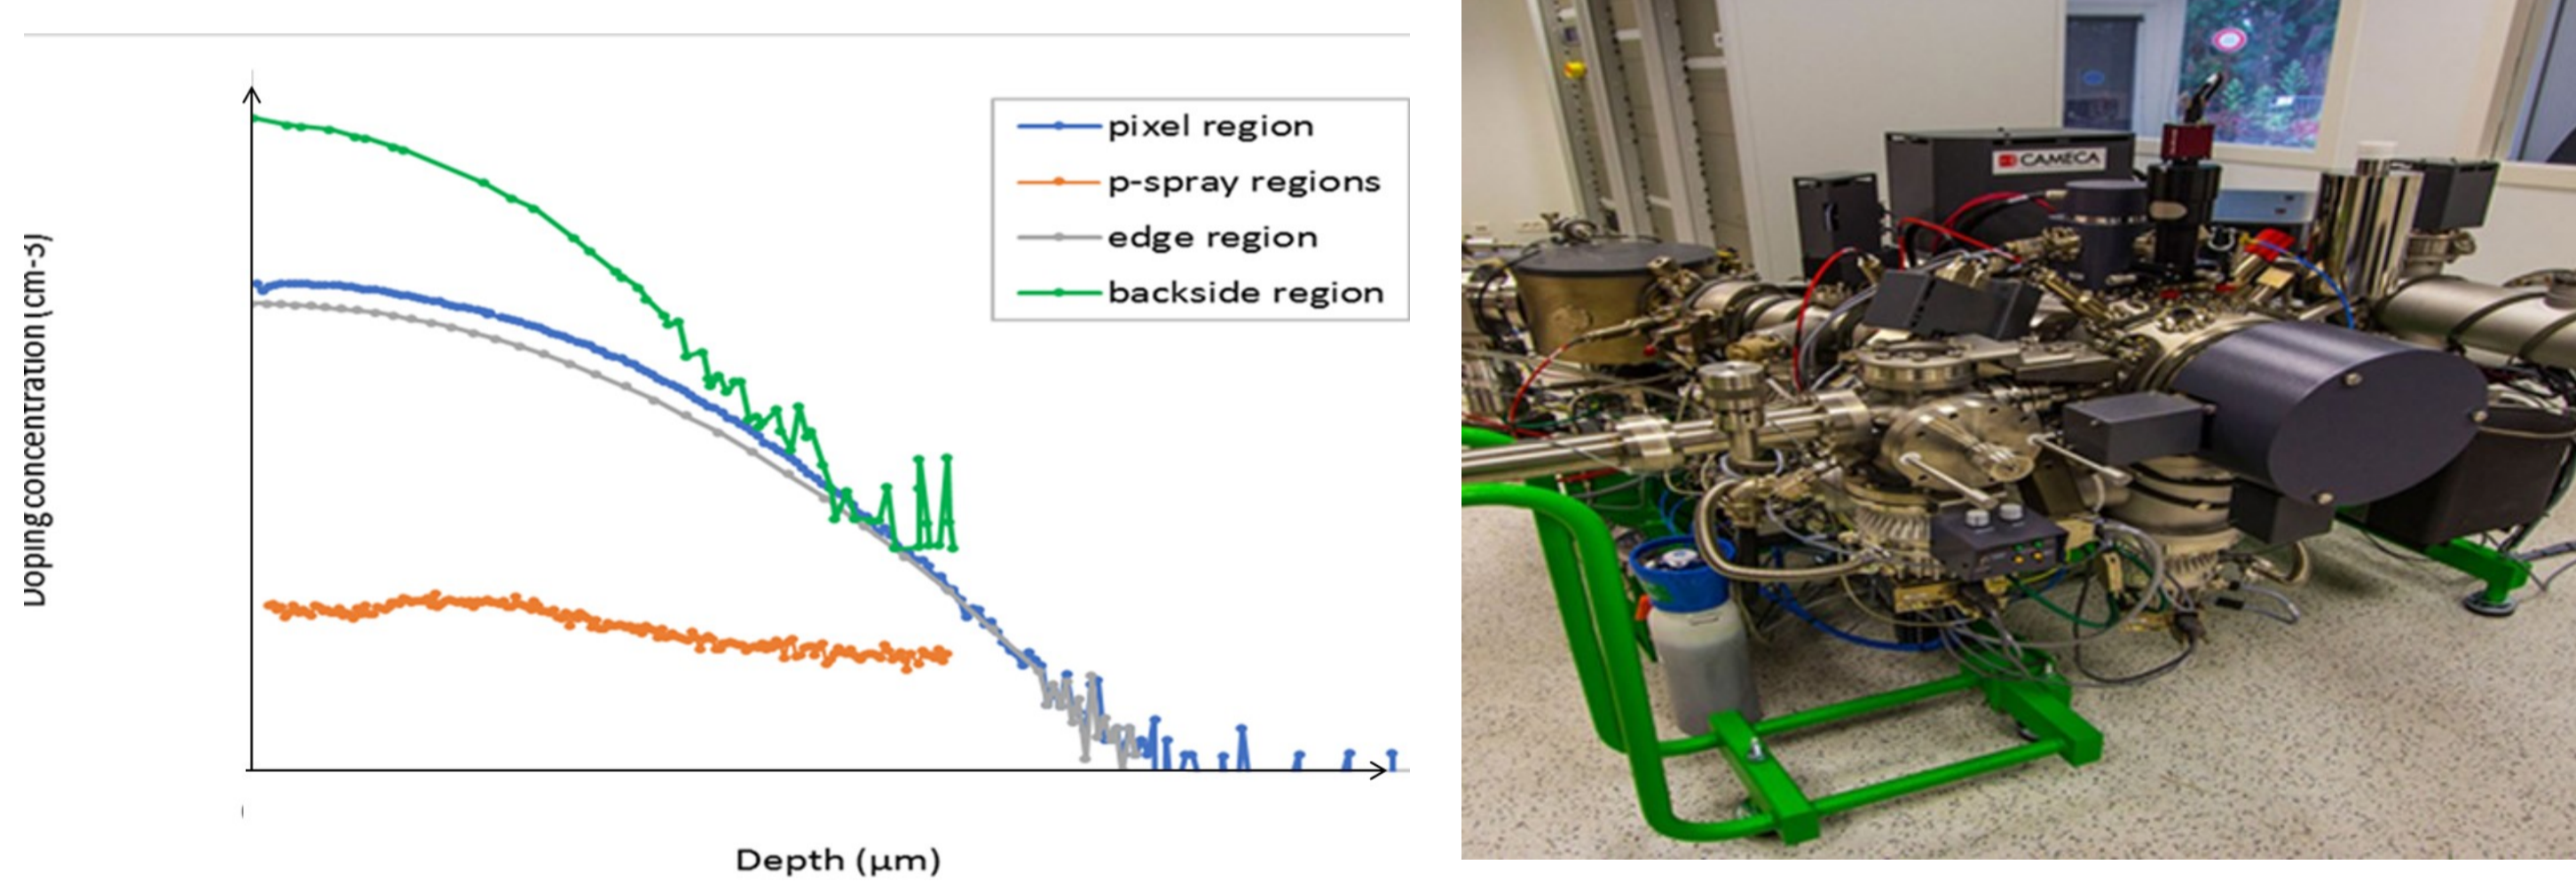 Doping concentration (cm-3)
pixel region
p-spray regions
edge region
backside region
Depth (µm)
CAMECA